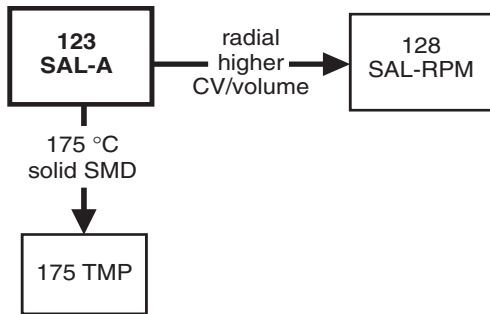 123
SAL-A
radial
higher
CV/volume
128
SAL-RPM
175 °C
solid SMD
175 TMP